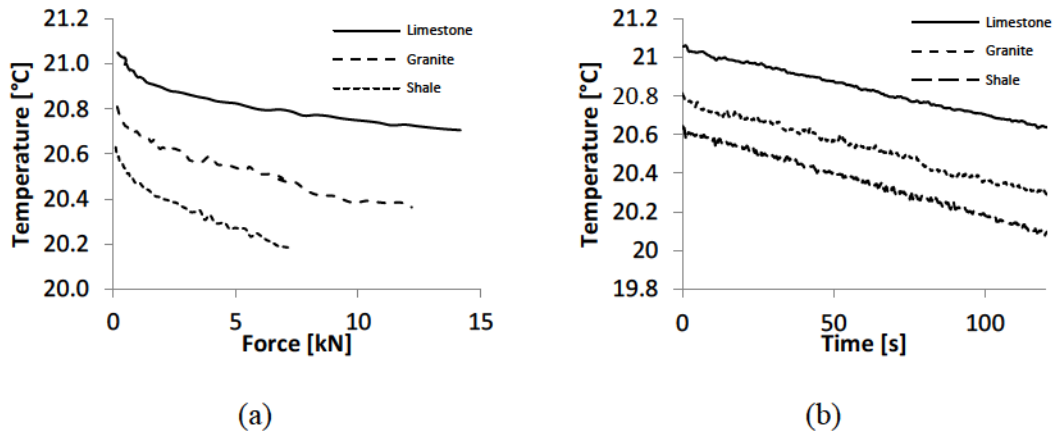 21.2
21.0
20.8
20.6
20.4
20.2
20.0
Temperature [°C]
0
5
10
15
Force [kN]
Limestone
Granite
Shale
(a)
21.2
21
20.8
20.6
20.4
20.2
20
19.8
Temperature [°C]
0
50
100
Time [s]
Limestone
Granite
Shale
(b)